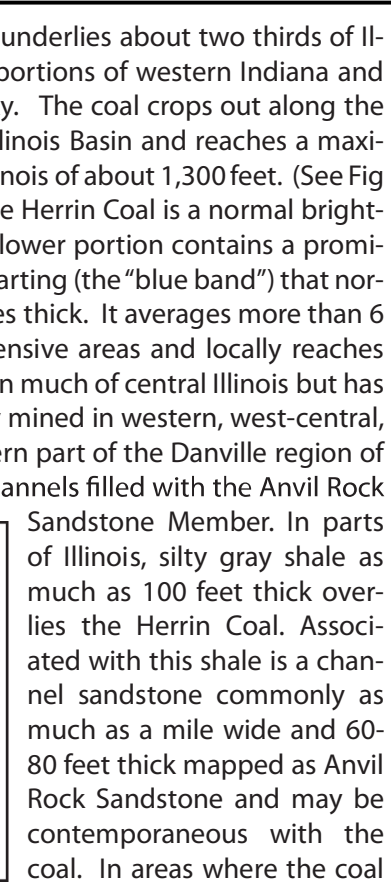 underlies about two thirds of Il-
portions of western Indiana and
y. The coal crops out along the
linois Basin and reaches a maxi-
nois of about 1,300 feet. (See Fig
e Herrin Coal is a normal bright-
lower portion contains a promi-
arting (the “blue band”) that nor-
es thick. It averages more than 6
ensive areas and locally reaches
n much of central Illinois but has
mined in western, west-central,
ern part of the Danville region of
annels filled with the Anvil Rock
Sandstone Member. In parts
of Illinois, silty gray shale as
much as 100 feet thick over-
lies the Herrin Coal. Associ-
ated with this shale is a chan-
nel sandstone commonly as
much as a mile wide and 60-
80 feet thick mapped as Anvil
Rock Sandstone and may be
contemporaneous with the
coal. In areas where the coal